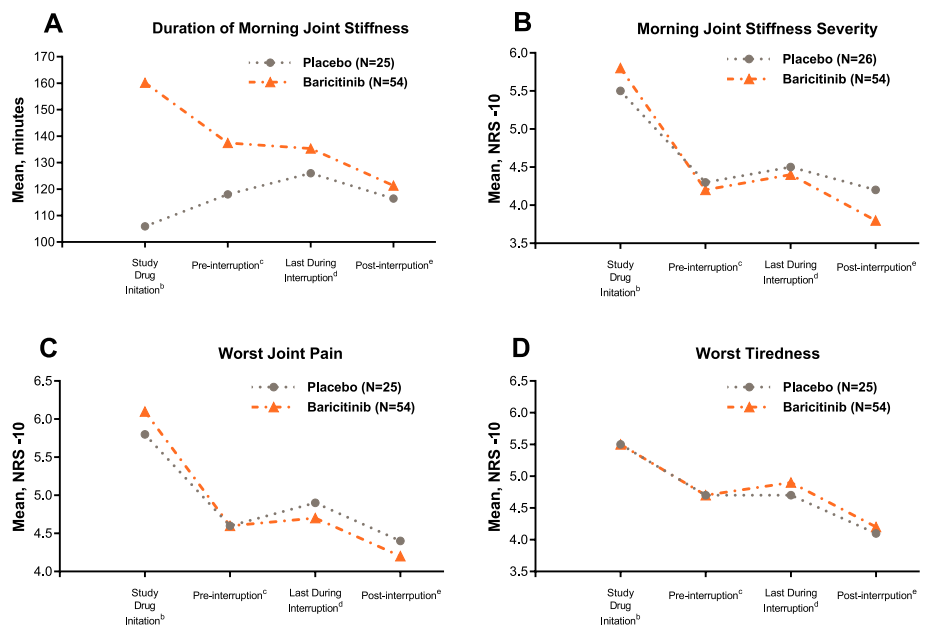 A
Duration of Morning Joint Stiffness
Placebo (N=25)
Baricitinib (N=54)
Mean, minutes
170
160
150
140
130
120
110
100
Study
Drug
Initation^b
Pre-interruption^c
Last During
Interruption^d
Post-interrpution^e
B
Morning Joint Stiffness Severity
Placebo (N=26)
Baricitinib (N=54)
Mean, NRS -10
6.0
5.5
5.0
4.5
4.0
3.5
Study
Drug
Initation^b
Pre-interruption^c
Last During
Interruption^d
Post-interrpution^e
C
Worst Joint Pain
Placebo (N=25)
Baricitinib (N=54)
Mean, NRS -10
6.5
6.0
5.5
5.0
4.5
4.0
Study
Drug
Initation^b
Pre-interruption^c
Last During
Interruption^d
Post-interrpution^e
D
Worst Tiredness
Placebo (N=25)
Baricitinib (N=54)
Mean, NRS -10
6.5
6.0
5.5
5.0
4.5
4.0
3.5
Study
Drug
Initation^b
Pre-interruption^c
Last During
Interruption^d
Post-interrpution^e